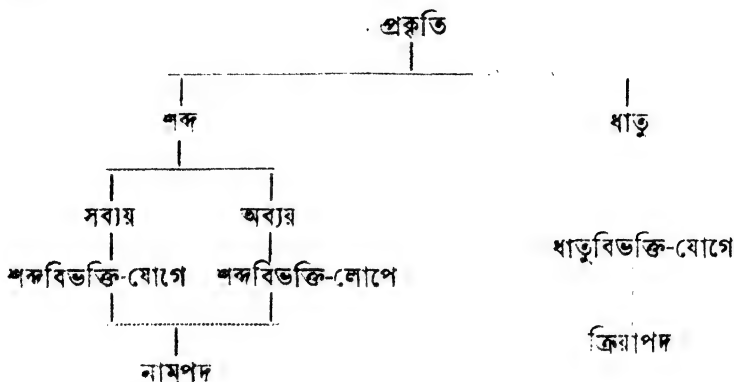 প্রকৃতি
শব্দ ধাতু
সব্যয় অব্যয়
শব্দবিভক্তি-যোগে শব্দবিভক্তি-লোপে ধাতুবিভক্তি-যোগে
নামপদ ক্রিয়াপদ